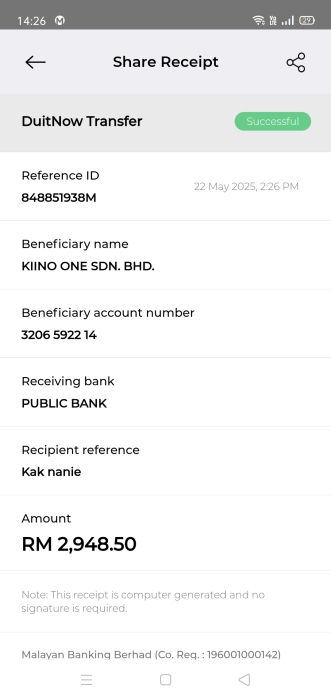 14:26
29
Share Receipt
DuitNow Transfer
Successful
Reference ID
22 May 2025, 2:26 PM
848851938M
Beneficiary name
KIINO ONE SDN. BHD.
Beneficiary account number
3206 5922 14
Receiving bank
PUBLIC BANK
Recipient reference
Kak nanie
Amount
RM 2,948.50
Note: This receipt is computer generated and no
signature is required.
Malayan Banking Berhad (Co. Reg. : 196001000142)